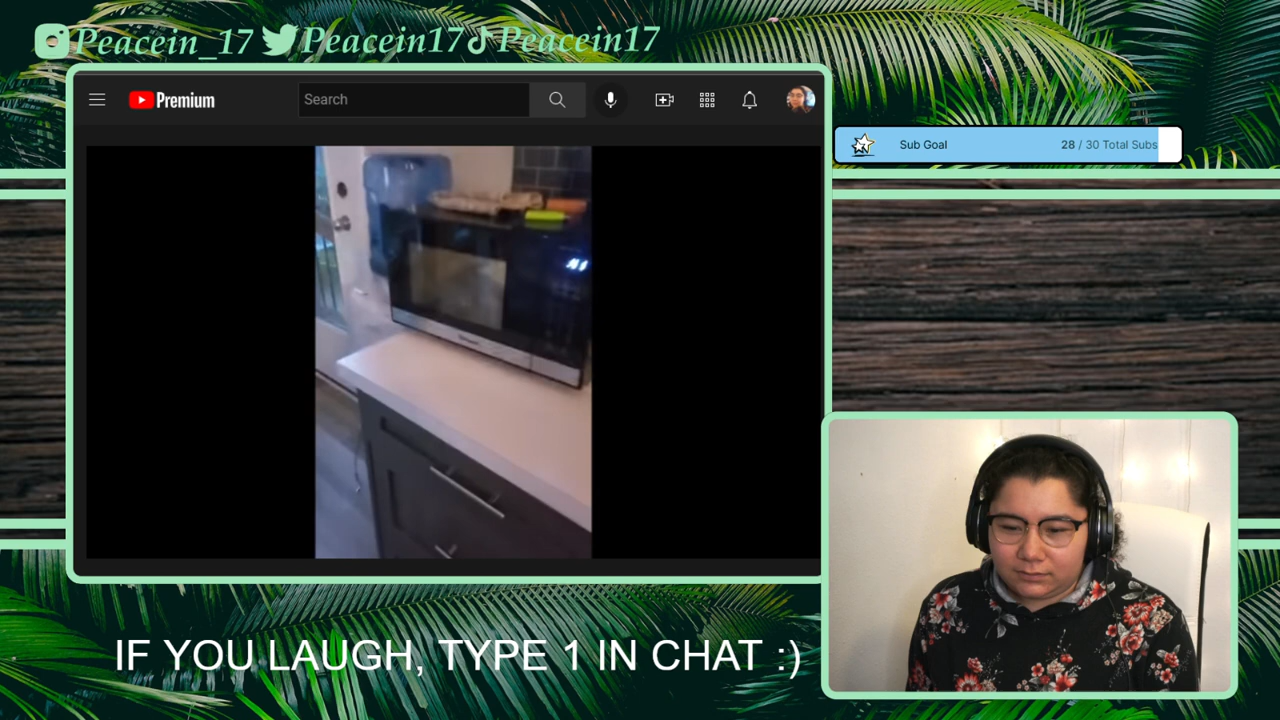 Peacein_17 Peacein17 Peacein17
Premium
Search
Sub Goal
28 / 30 Total Subs
IF YOU LAUGH, TYPE 1 IN CHAT :)